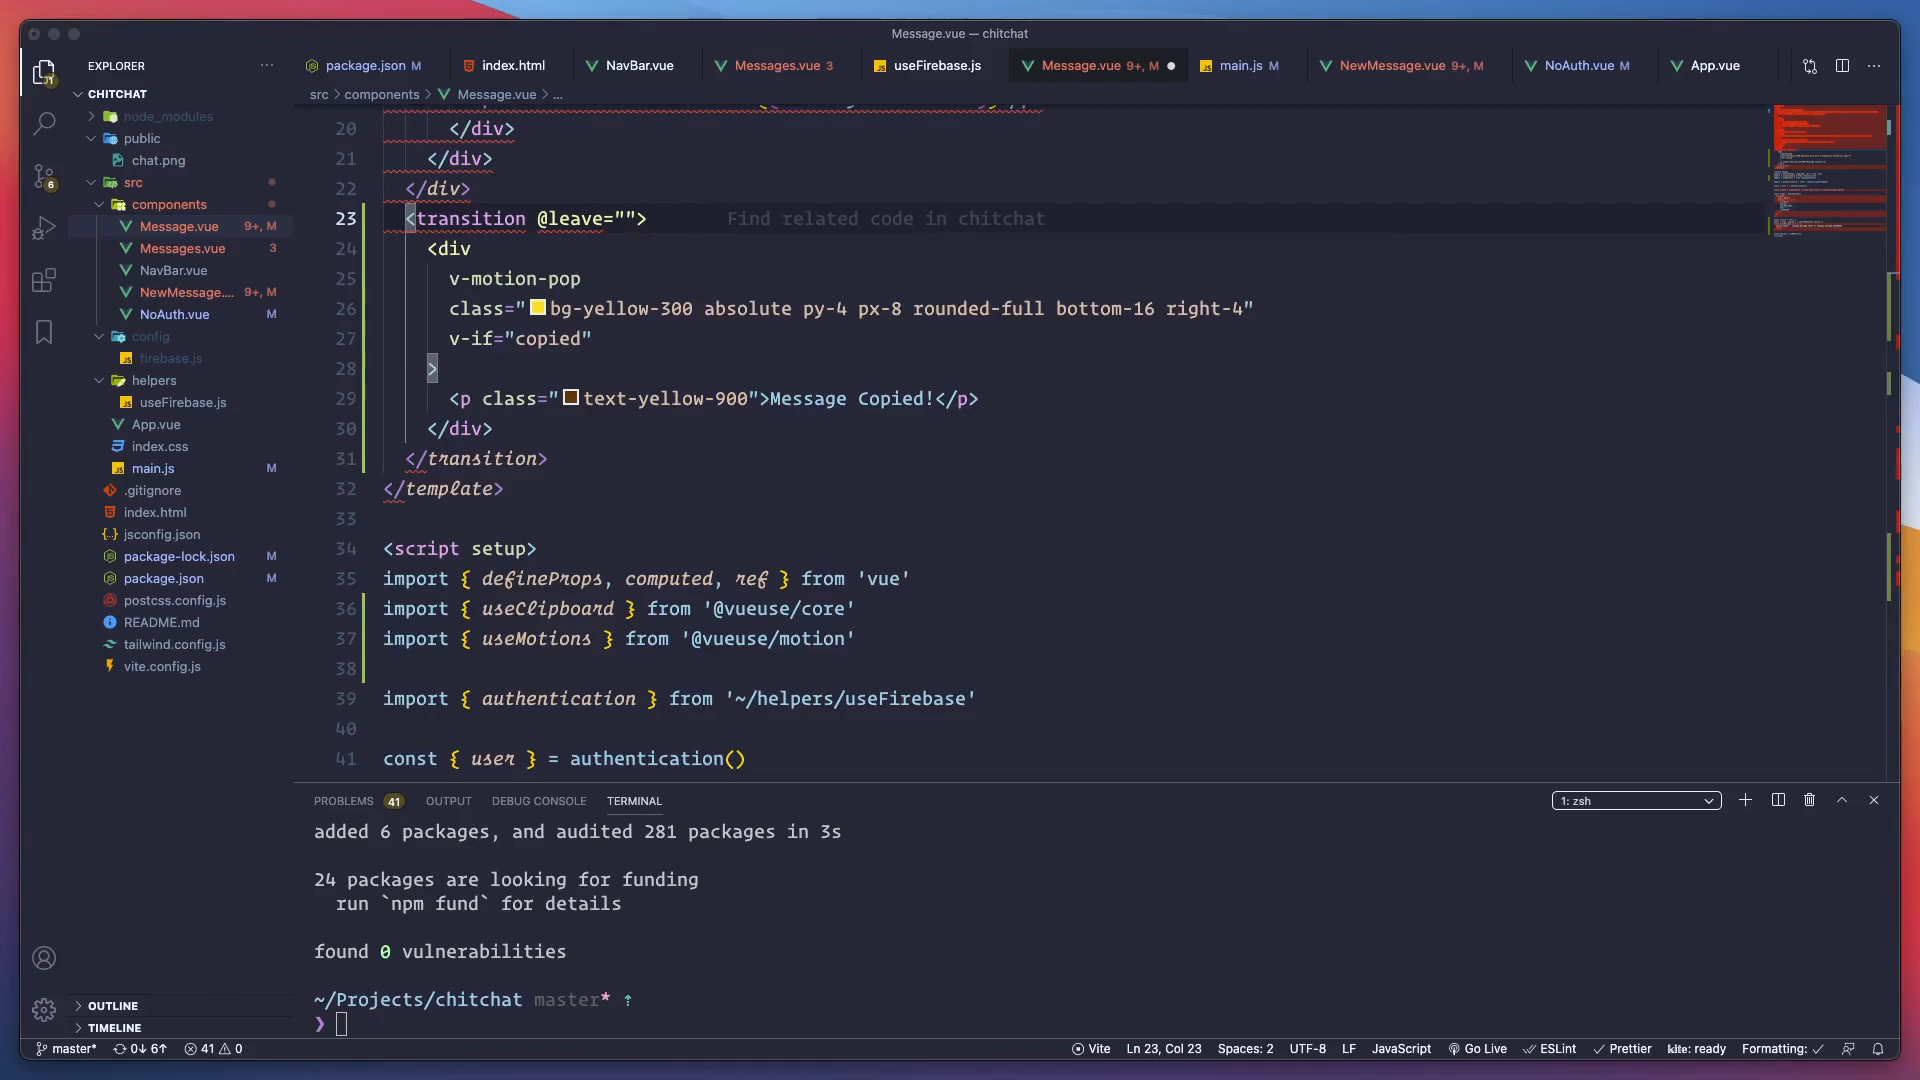 Message.vue — chitchat
EXPLORER
package.json M
index.html
NavBar.vue
Messages.vue 3
useFirebase.js
Message.vue 9+, M
main.js M
NewMessage.vue 9+, M
NoAuth.vue M
App.vue
src > components > Message.vue > ...
CHITCHAT
node_modules
public
chat.png
src
components
Message.vue 9+, M
Messages.vue 3
NavBar.vue
NewMessage.... 9+, M
NoAuth.vue M
config
firebase.js
helpers
useFirebase.js
App.vue
index.css
main.js M
.gitignore
index.html
jsconfig.json
package-lock.json M
package.json M
postcss.config.js
README.md
tailwind.config.js
vite.config.js
OUTLINE
TIMELINE
6
20 </div>
21 </div>
22 </div>
23 <transition @leave=""> Find related code in chitchat
24 <div
25 v-motion-pop
26 class="bg-yellow-300 absolute py-4 px-8 rounded-full bottom-16 right-4"
27 v-if="copied"
28 >
29 <p class="text-yellow-900">Message Copied!</p>
30 </div>
31 </transition>
32 </template>
33
34 <script setup>
35 import { defineProps, computed, ref } from 'vue'
36 import { useClipboard } from '@vueuse/core'
37 import { useMotions } from '@vueuse/motion'
38
39 import { authentication } from '~/helpers/useFirebase'
40
41 const { user } = authentication()
PROBLEMS 41 OUTPUT DEBUG CONSOLE TERMINAL
1: zsh
added 6 packages, and audited 281 packages in 3s
24 packages are looking for funding
run `npm fund` for details
found 0 vulnerabilities
~/Projects/chitchat master* ⇡
❯
master* 0↓ 6↑ 41 0
Vite Ln 23, Col 23 Spaces: 2 UTF-8 LF JavaScript Go Live ESLint Prettier kite: ready Formatting: ✓